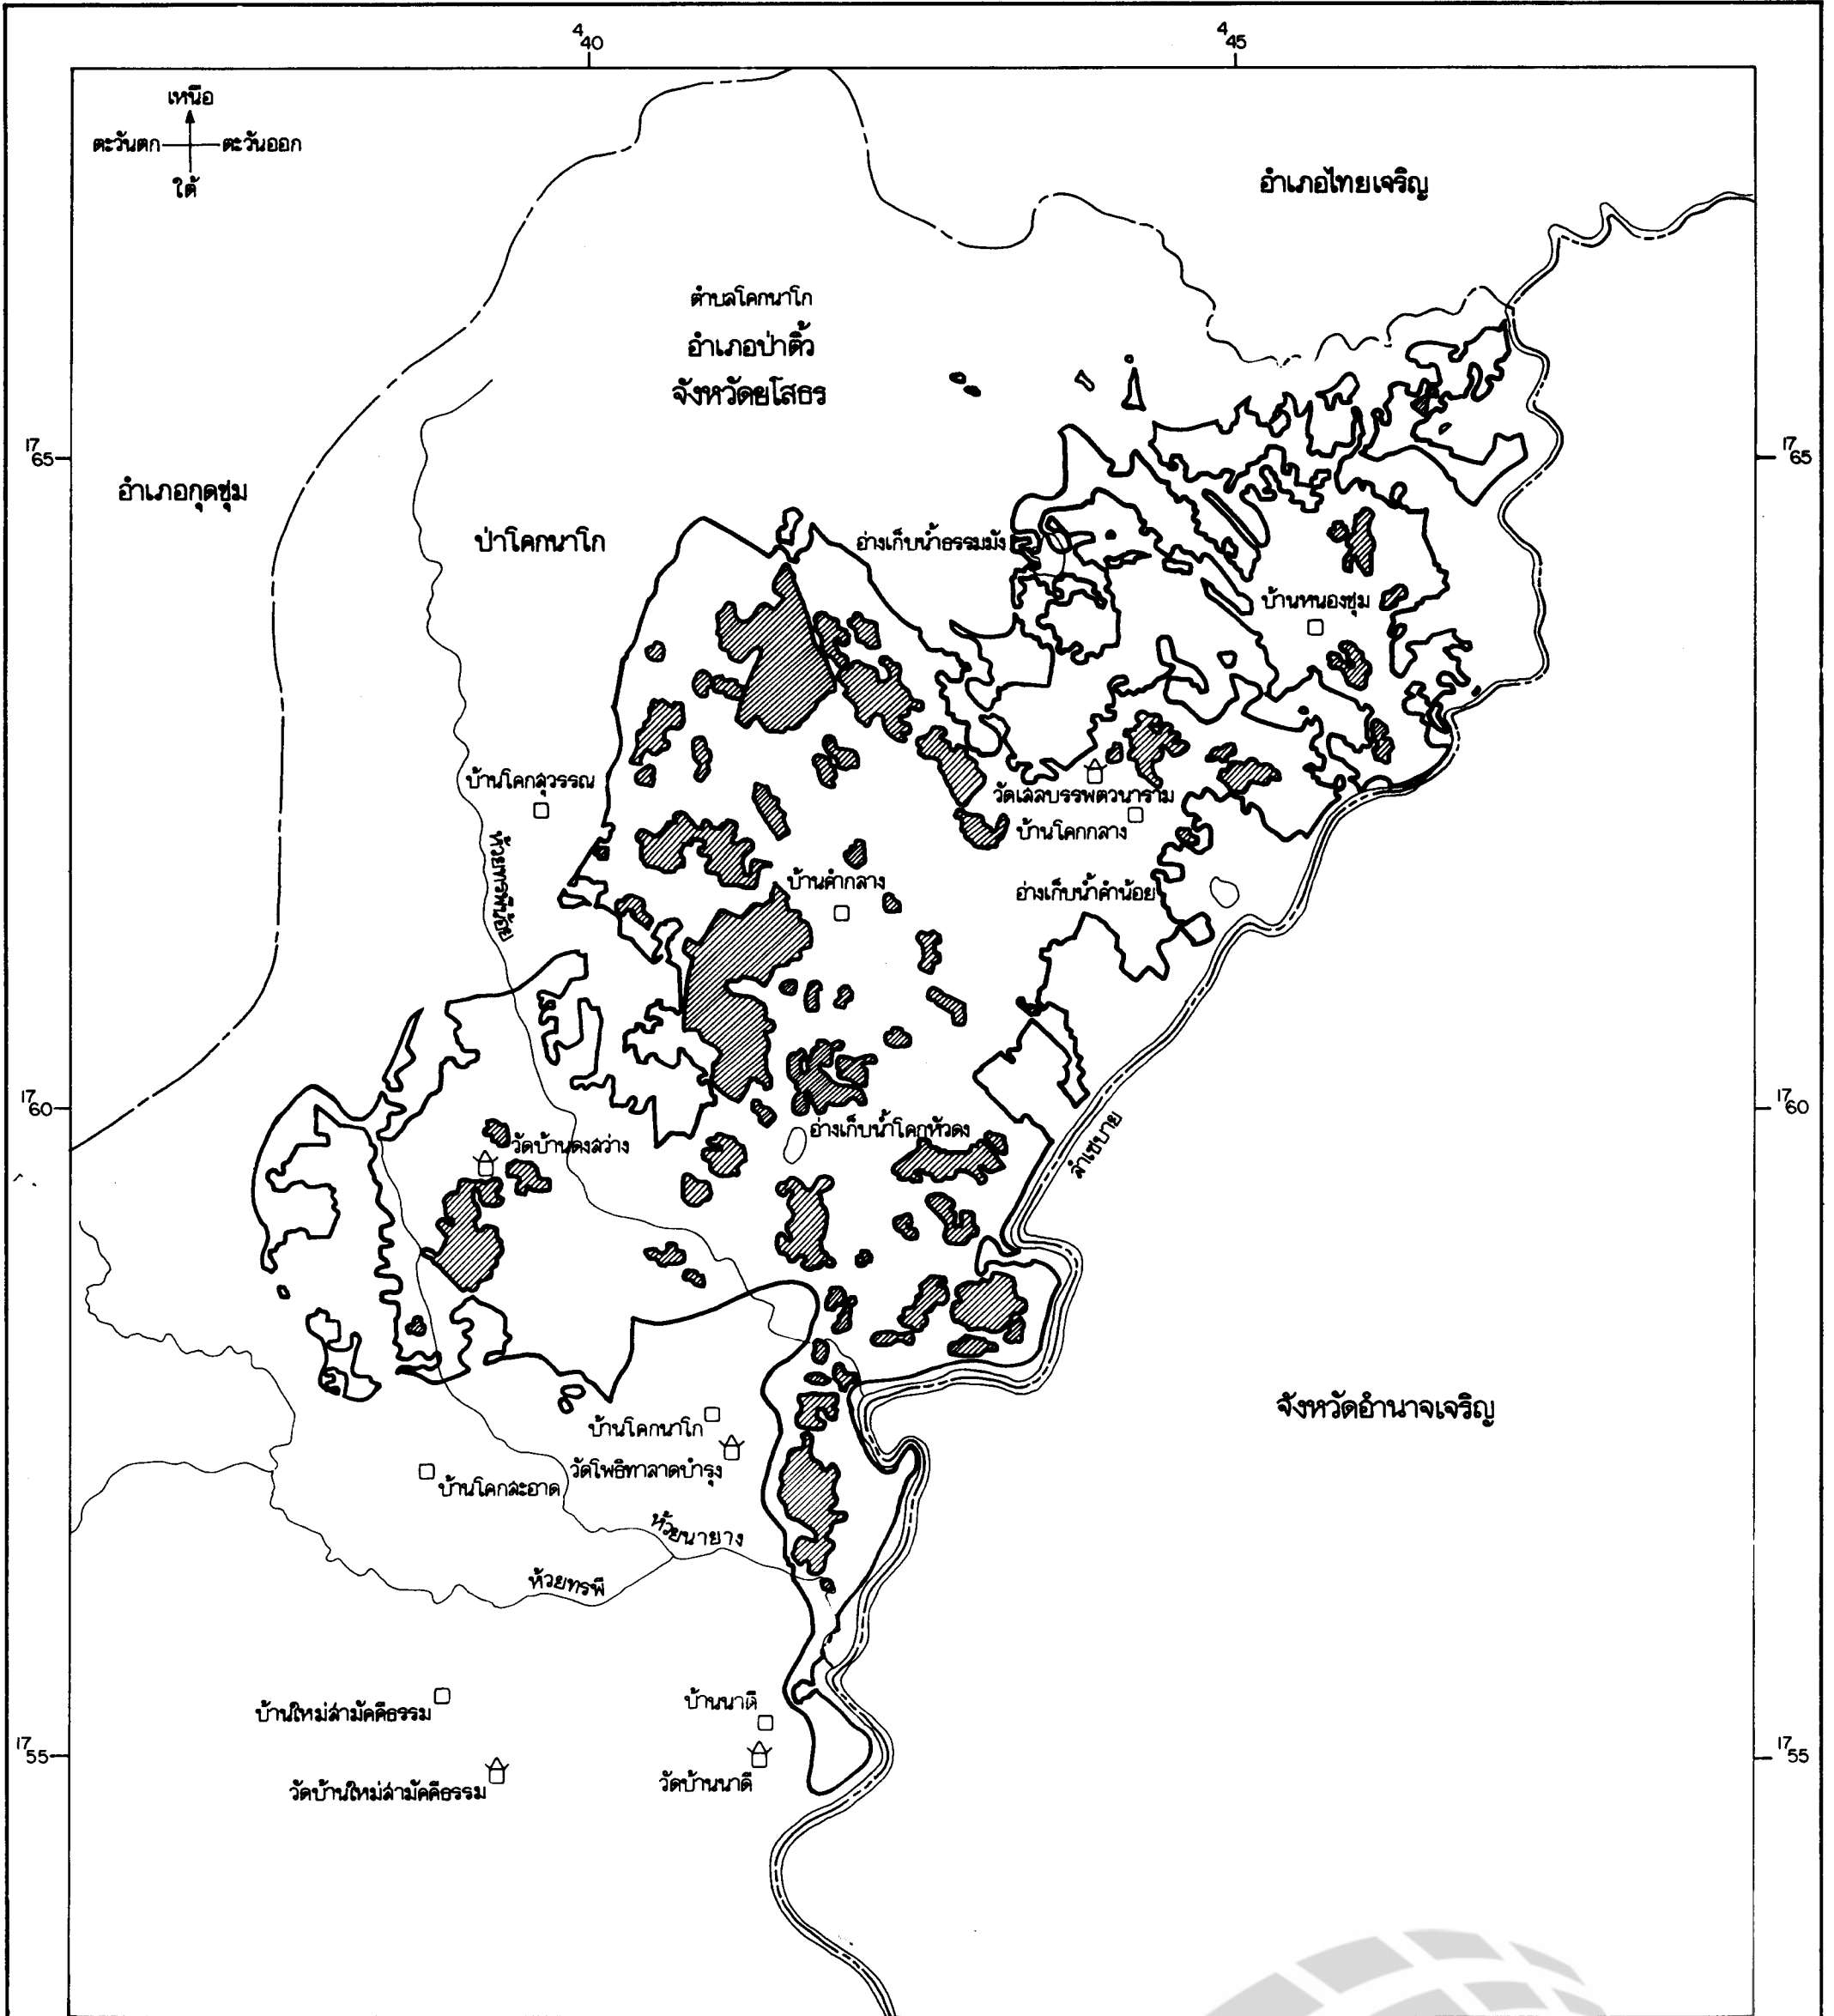 4 40
4 45
เหนือ
ตะวันตก
ตะวันออก
ใต้
อำเภอไทยเจริญ
ตำบลโคกนาโก
อำเภอป่าติ้ว
จังหวัดยโสธร
17 65
17 65
อำเภอกุดชุม
ป่าโคกนาโก
อ่างเก็บน้ำธรรมมัง
บ้านหนองชุม
บ้านโคกสุวรรณ
วัดเลิลบรรพตวนาราม
บ้านโคกกลาง
บ้านคำกลาง
อ่างเก็บน้ำคำน้อย
17 60
17 60
อ่างเก็บน้ำโคกหัวดง
วัดบ้านดงสว่าง
ลำเซบาย
จังหวัดอำนาจเจริญ
บ้านโคกนาโก
วัดโพธิทาลาดบำรุง
บ้านโคกสะอาด
ห้วยนายาง
ห้วยทรพี
บ้านใหม่สามัคคีธรรม
บ้านนาดี
17 55
17 55
วัดบ้านนาดี
วัดบ้านใหม่สามัคคีธรรม